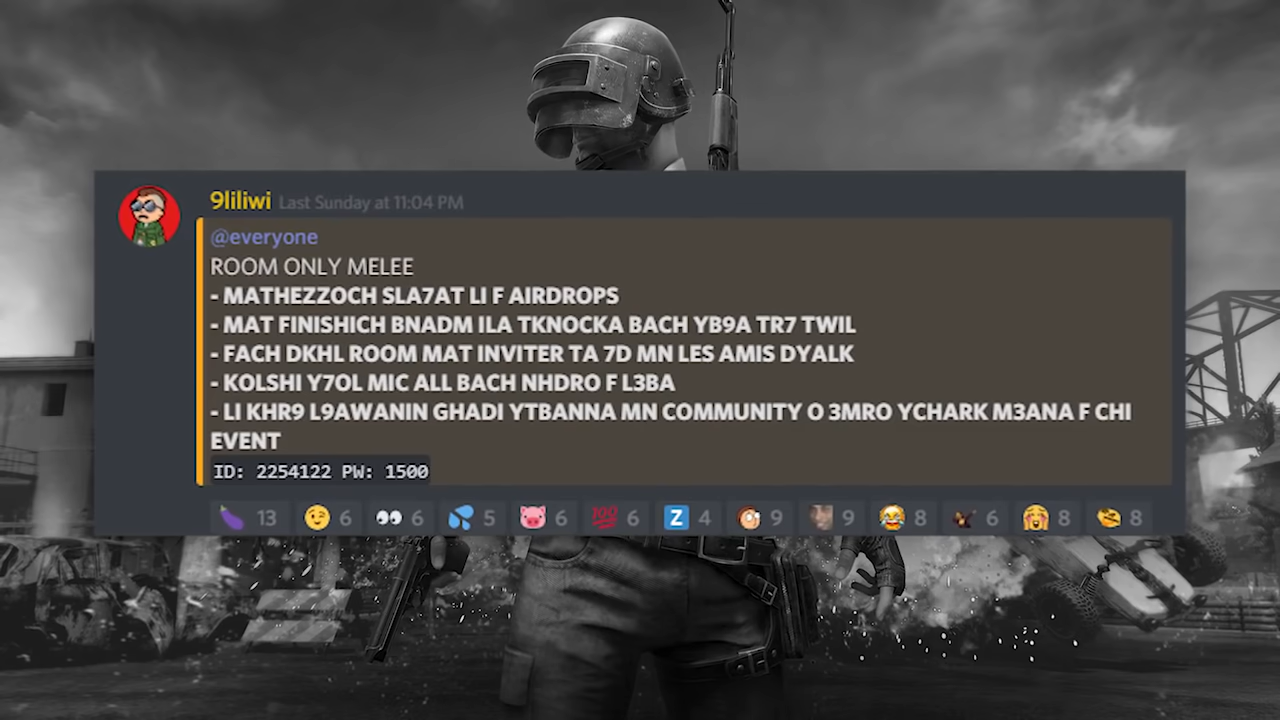 9liliwi Last Sunday at 11:04 PM
@everyone
ROOM ONLY MELEE
- MATHEZZOCH SLA7AT LI F AIRDROPS
- MAT FINISHICH BNADM ILA TKNOCKA BACH YB9A TR7 TWIL
- FACH DKHL ROOM MAT INVITER TA 7D MN LES AMIS DYALK
- KOLSHI Y7OL MIC ALL BACH NHDRO F L3BA
- LI KHR9 L9AWANIN GHADI YTBANNA MN COMMUNITY O 3MRO YCHARK M3ANA F CHI
EVENT
ID: 2254122 PW: 1500
13 6 6 5 6 100 6 Z 4 9 9 8 6 8 8